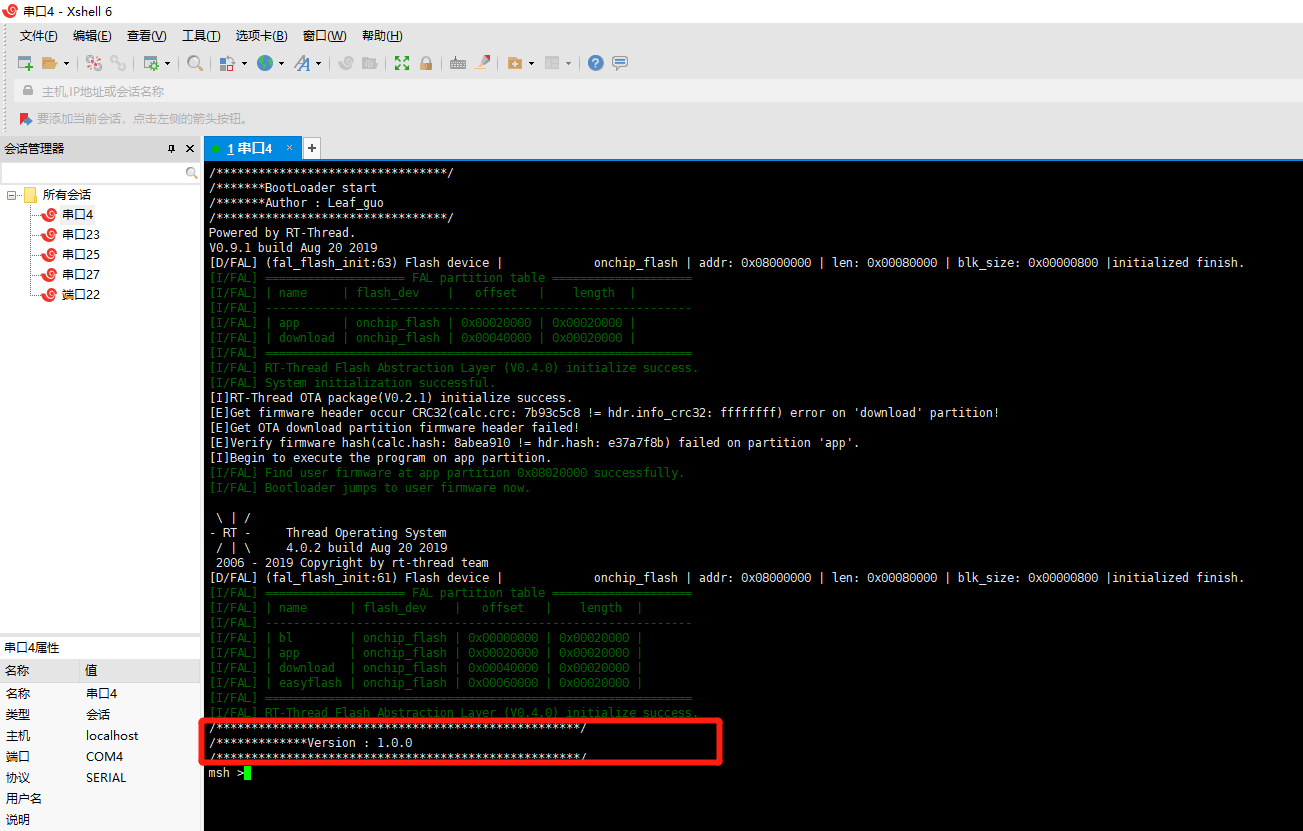 串口4 - Xshell 6
文件(F) 编辑(E) 查看(V) 工具(T) 选项卡(B) 窗口(W) 帮助(H)
主机,IP地址或会话名称
要添加当前会话，点击左侧的箭头按钮。
会话管理器
所有会话
串口4
串口23
串口25
串口27
端口22
串口4属性
名称 值
名称 串口4
类型 会话
主机 localhost
端口 COM4
协议 SERIAL
用户名
说明
1 串口4 × +
/*********************************/
/*******BootLoader start
/*******Author : Leaf_guo
/*********************************/
Powered by RT-Thread.
V0.9.1 build Aug 20 2019
[D/FAL] (fal_flash_init:63) Flash device |             onchip_flash | addr: 0x08000000 | len: 0x00080000 | blk_size: 0x00000800 |initialized finish.
[I/FAL] ==================== FAL partition table ====================
[I/FAL] | name     | flash_dev    |   offset   |    length  |
[I/FAL] -------------------------------------------------------------
[I/FAL] | app      | onchip_flash | 0x00020000 | 0x00020000 |
[I/FAL] | download | onchip_flash | 0x00040000 | 0x00020000 |
[I/FAL] =============================================================
[I/FAL] RT-Thread Flash Abstraction Layer (V0.4.0) initialize success.
[I/FAL] System initialization successful.
[I]RT-Thread OTA package(V0.2.1) initialize success.
[E]Get firmware header occur CRC32(calc.crc: 7b93c5c8 != hdr.info_crc32: ffffffff) error on 'download' partition!
[E]Get OTA download partition firmware header failed!
[E]Verify firmware hash(calc.hash: 8abea910 != hdr.hash: e37a7f8b) failed on partition 'app'.
[I]Begin to execute the program on app partition.
[I/FAL] Find user firmware at app partition 0x08020000 successfully.
[I/FAL] Bootloader jumps to user firmware now.
 \ | /
- RT -     Thread Operating System
 / | \     4.0.2 build Aug 20 2019
 2006 - 2019 Copyright by rt-thread team
[D/FAL] (fal_flash_init:61) Flash device |             onchip_flash | addr: 0x08000000 | len: 0x00080000 | blk_size: 0x00000800 |initialized finish.
[I/FAL] ==================== FAL partition table ====================
[I/FAL] | name      | flash_dev    |   offset   |    length  |
[I/FAL] -------------------------------------------------------------
[I/FAL] | bl        | onchip_flash | 0x00000000 | 0x00020000 |
[I/FAL] | app       | onchip_flash | 0x00020000 | 0x00020000 |
[I/FAL] | download  | onchip_flash | 0x00040000 | 0x00020000 |
[I/FAL] | easyflash | onchip_flash | 0x00060000 | 0x00020000 |
[I/FAL] =============================================================
[I/FAL] RT-Thread Flash Abstraction Layer (V0.4.0) initialize success.
/****************************************************/
/*************Version : 1.0.0
/****************************************************/
msh >